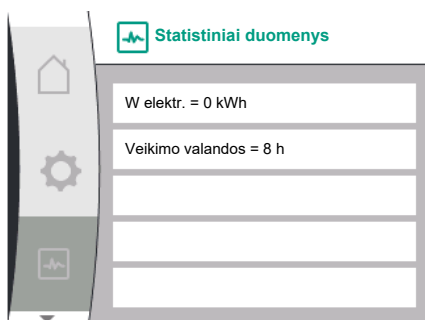 Statistiniai duomenys
W elektr. = 0 kWh
Veikimo valandos = 8 h